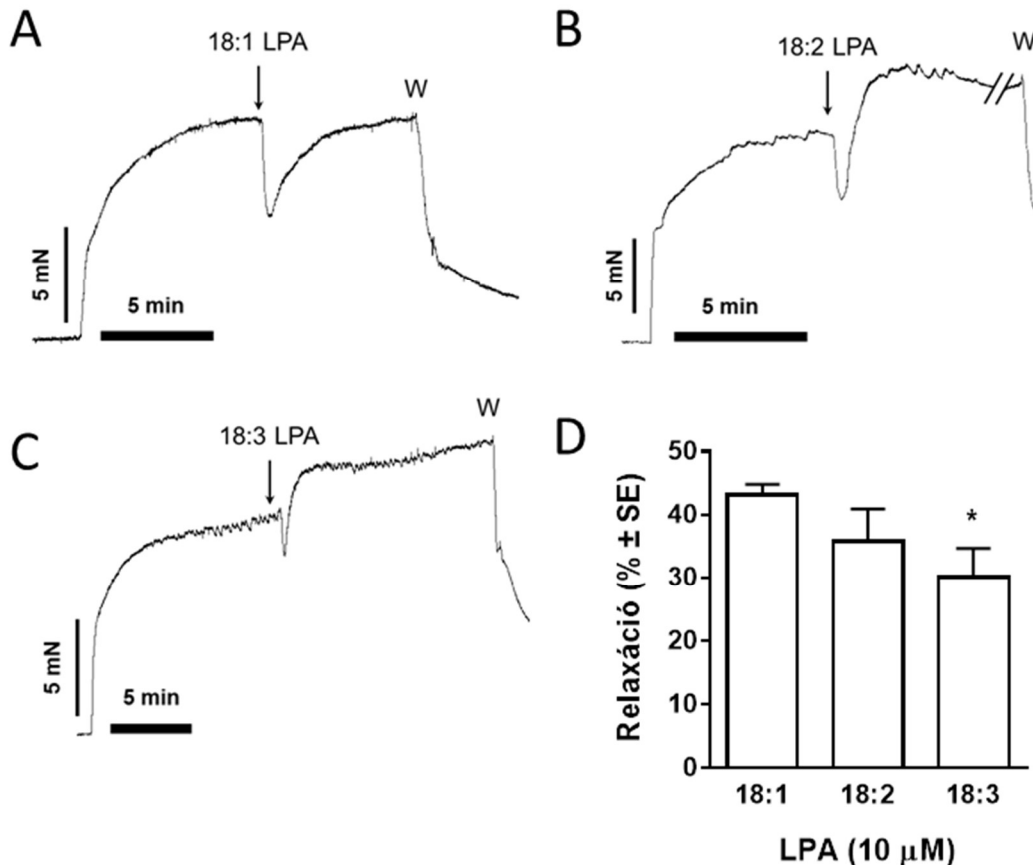 A
18:1 LPA
W
5 mN
5 min
B
18:2 LPA
W
5 mN
5 min
C
18:3 LPA
W
5 mN
5 min
D
Relaxáció (% ± SE)
50
40
30
20
10
0
*
18:1 18:2 18:3
LPA (10 µM)